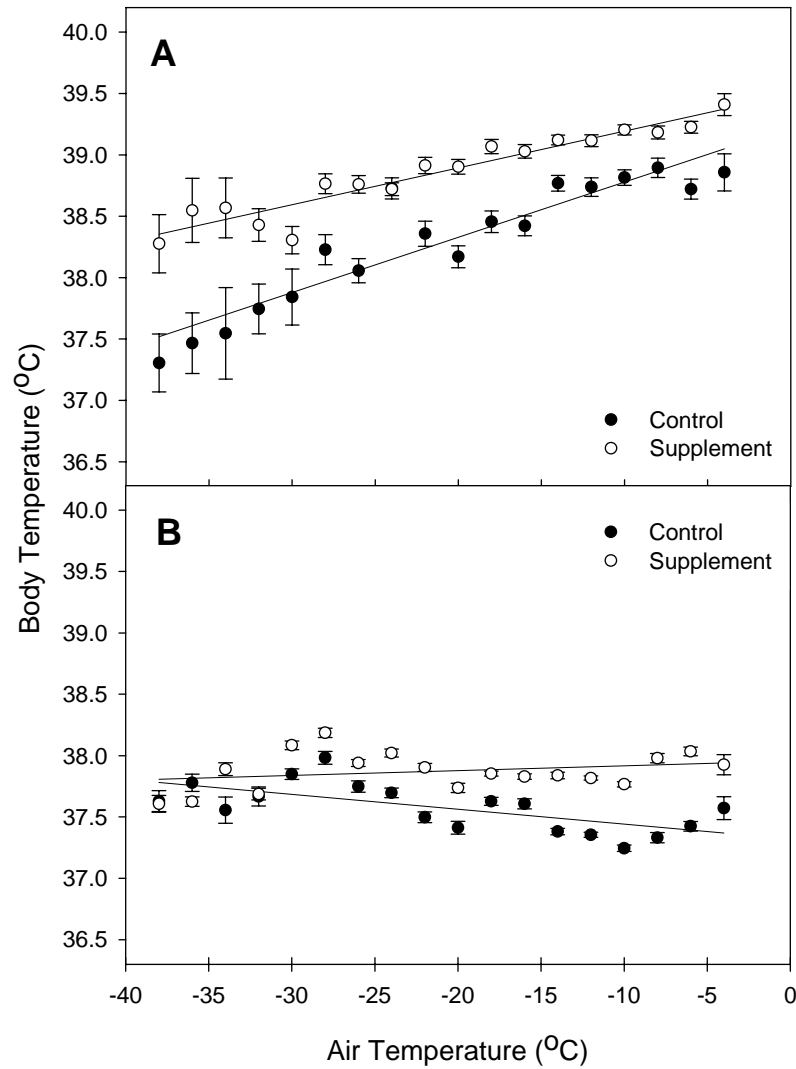 40.0
A
39.5
39.0
38.5
38.0
37.5
37.0
36.5
Control
Supplement
40.0
B
39.5
39.0
38.5
38.0
37.5
37.0
36.5
Control
Supplement
Body Temperature (ºC)
-40 -35 -30 -25 -20 -15 -10 -5 0
Air Temperature (ºC)